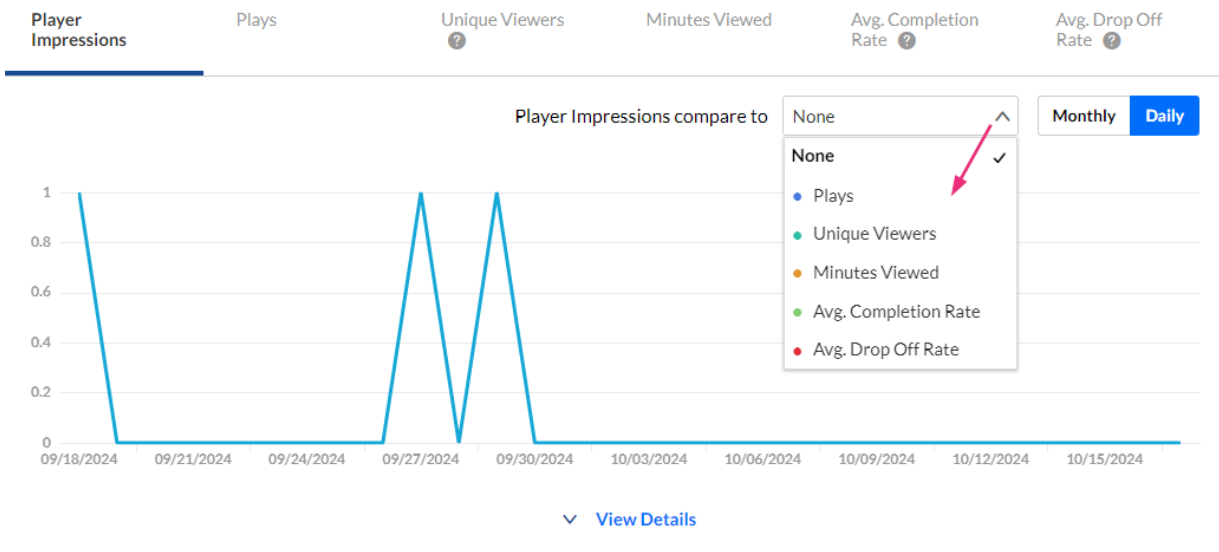 Player
Impressions
Plays
Unique Viewers
?
Minutes Viewed
Avg. Completion
Rate ?
Avg. Drop Off
Rate ?
Player Impressions compare to
None
Monthly
Daily
None
Plays
Unique Viewers
Minutes Viewed
Avg. Completion Rate
Avg. Drop Off Rate
1
0.8
0.6
0.4
0.2
0
09/18/2024 09/21/2024 09/24/2024 09/27/2024 09/30/2024 10/03/2024 10/06/2024 10/09/2024 10/12/2024 10/15/2024
View Details